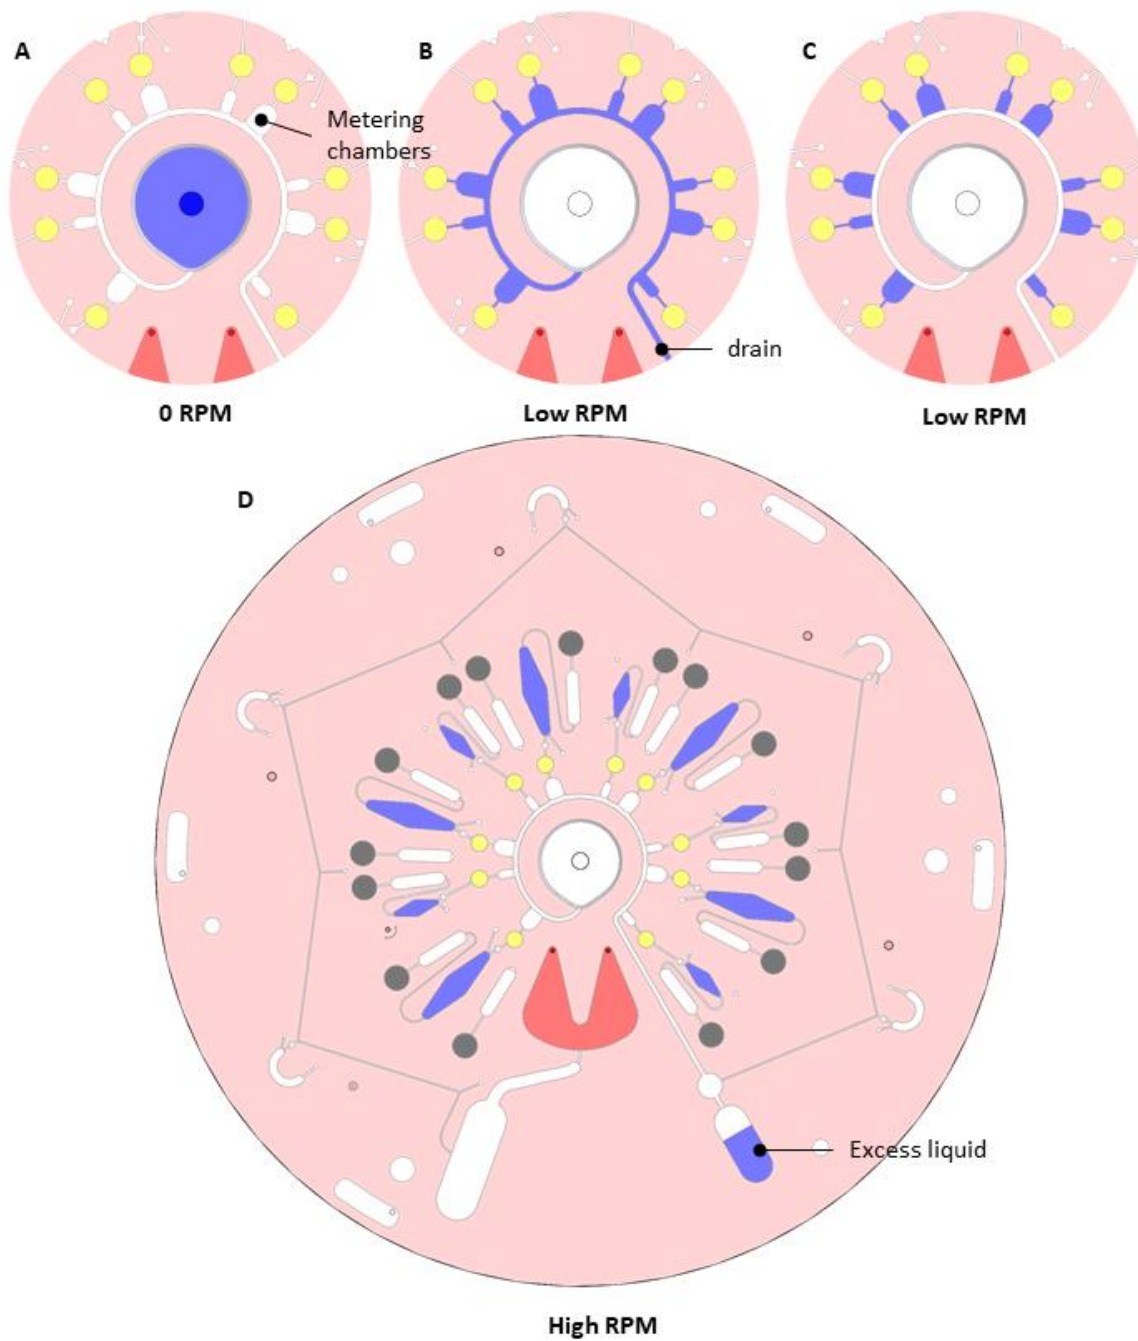 A
B
C
Metering
chambers
drain
0 RPM
Low RPM
Low RPM
D
Excess liquid
High RPM